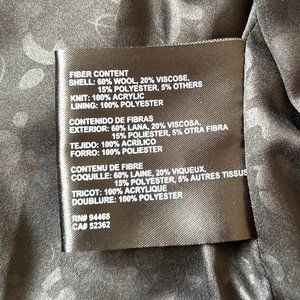 FIBER CONTENT
SHELL: 60% WOOL, 20% VISCOSE,
15% POLYESTER, 5% OTHERS
KNIT: 100% ACRYLIC
LINING: 100% POLYESTER
CONTENIDO DE FIBRAS
EXTERIOR: 60% LANA, 20% VISCOSA,
15% POLYESTER, 5% OTRA FIBRA
TEJIDO: 100% ACRILICO
FORRO: 100% POLYESTER
CONTENU DE FIBRE
COQUILLE: 60% LAINE, 20% VIQUEUX,
15% POLYESTER, 5% AUTRES TISSUS
TRICOT: 100% ACRYLIQUE
DOUBLURE: 100% POLYESTER
RN# 94468
CA# 52362